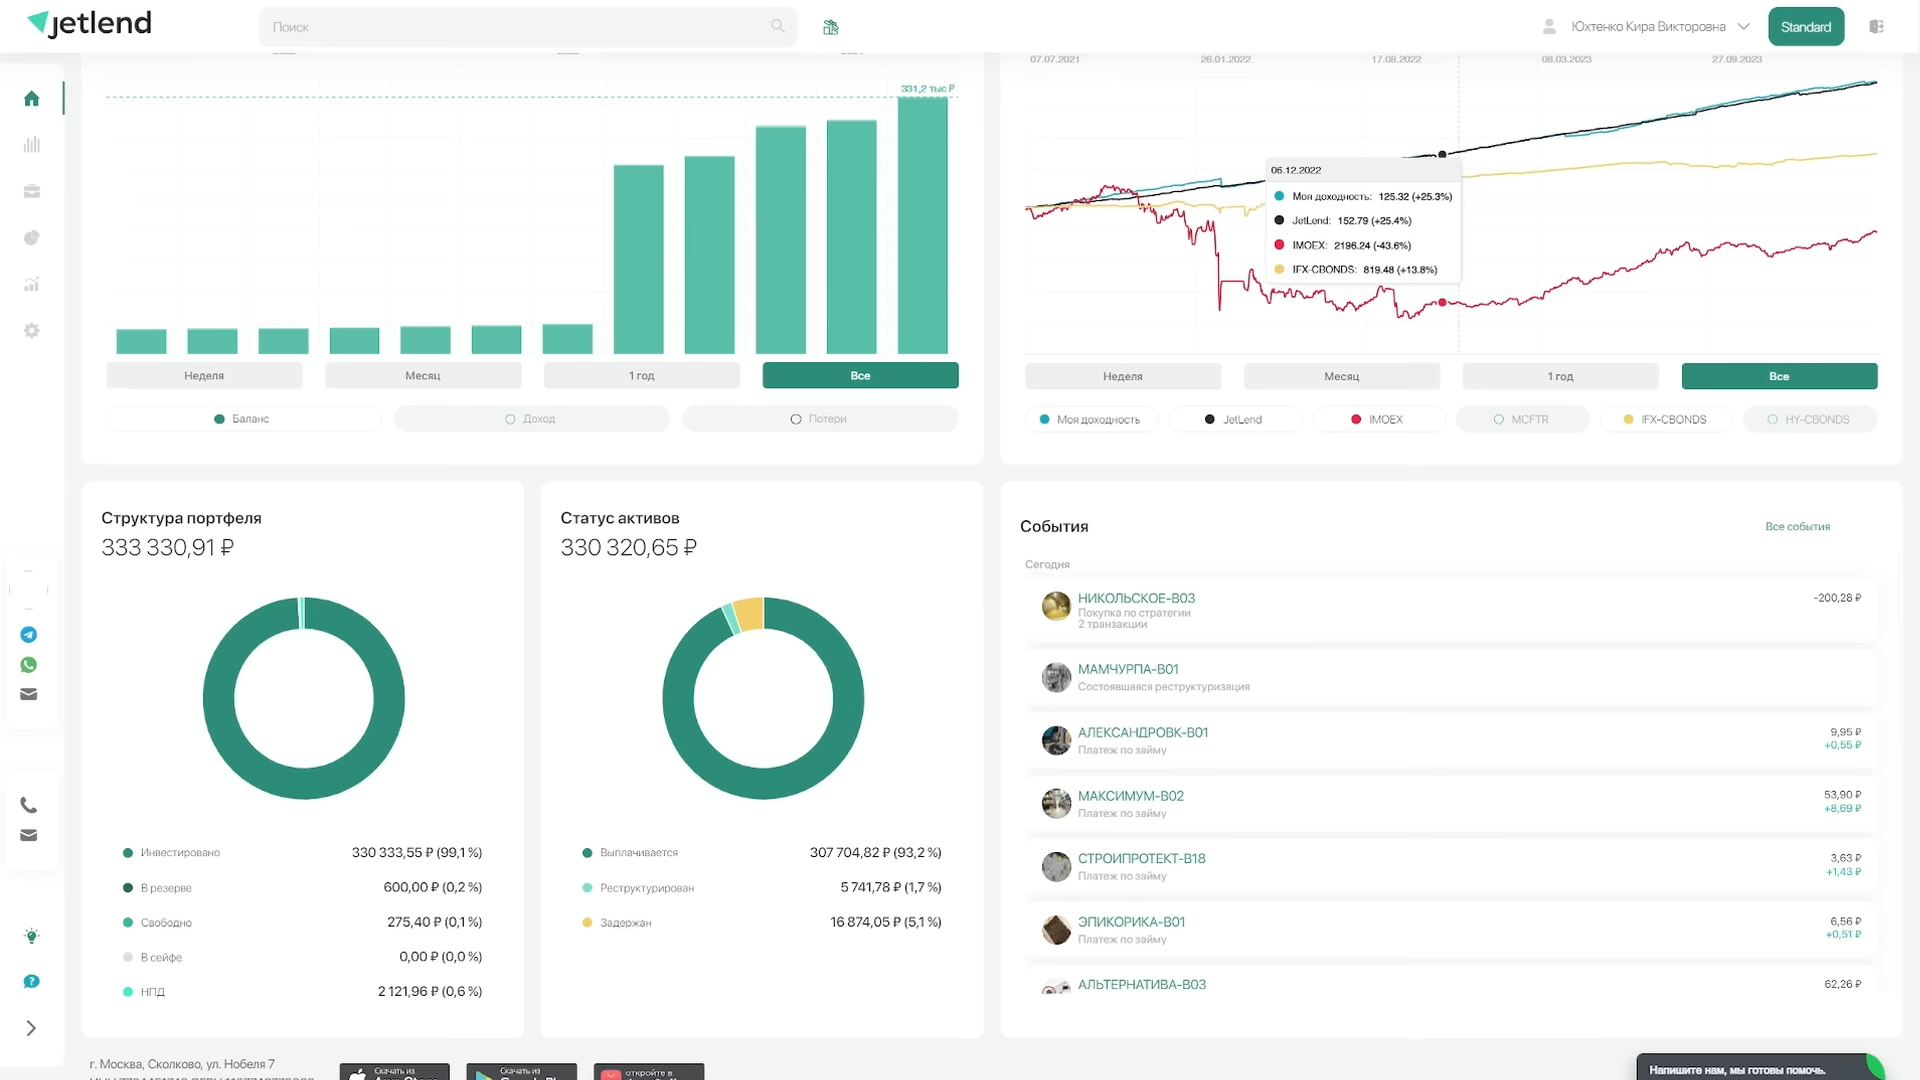 jetlend
Поиск
Юхтенко Кира Викторовна
Standard
331,2 тыс ₽
Неделя
Месяц
1 год
Все
Баланс
Доход
Потери
07.07.2021
26.01.2022
17.08.2022
08.03.2023
27.09.2023
06.12.2022
Моя доходность: 125.32 (+25.3%)
JetLend: 152.79 (+25.4%)
IMOEX: 2196.24 (-43.6%)
IFX-CBONDS: 819.48 (+13.8%)
Неделя
Месяц
1 год
Все
Моя доходность
JetLend
IMOEX
MCFTR
IFX-CBONDS
HY-CBONDS
Структура портфеля
333 330,91 ₽
Инвестировано 330 333,55 ₽ (99,1 %)
В резерве 600,00 ₽ (0,2 %)
Свободно 275,40 ₽ (0,1 %)
В сейфе 0,00 ₽ (0,0 %)
НПД 2 121,96 ₽ (0,6 %)
Статус активов
330 320,65 ₽
Выплачивается 307 704,82 ₽ (93,2 %)
Реструктурирован 5 741,78 ₽ (1,7 %)
Задержан 16 874,05 ₽ (5,1 %)
События
Все события
Сегодня
НИКОЛЬСКОЕ-В03 -200,28 ₽
Покупка по стратегии
2 транзакции
МАМЧУРПА-В01
Состоявшаяся реструктуризация
АЛЕКСАНДРОВК-В01 9,95 ₽
Платеж по займу +0,55 ₽
МАКСИМУМ-В02 53,90 ₽
Платеж по займу +8,69 ₽
СТРОИПРОТЕКТ-В18 3,63 ₽
Платеж по займу +1,43 ₽
ЭПИКОРИКА-В01 6,56 ₽
Платеж по займу +0,51 ₽
АЛЬТЕРНАТИВА-В03 62,26 ₽
г. Москва, Сколково, ул. Нобеля 7
Скачать из
Скачать из
откройте в
Напишите нам, мы готовы помочь.